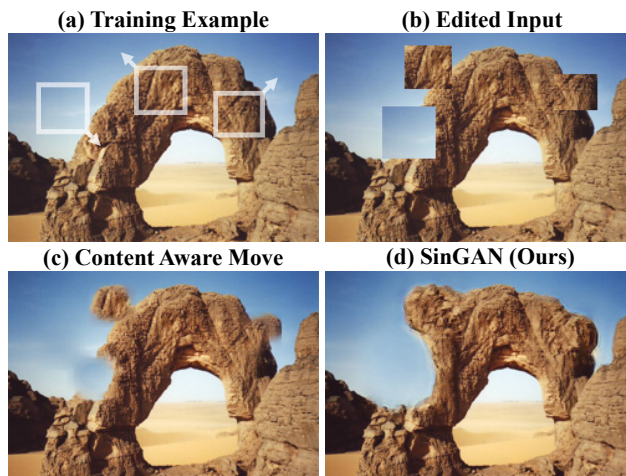 (a) Training Example
(b) Edited Input
(c) Content Aware Move
(d) SinGAN (Ours)